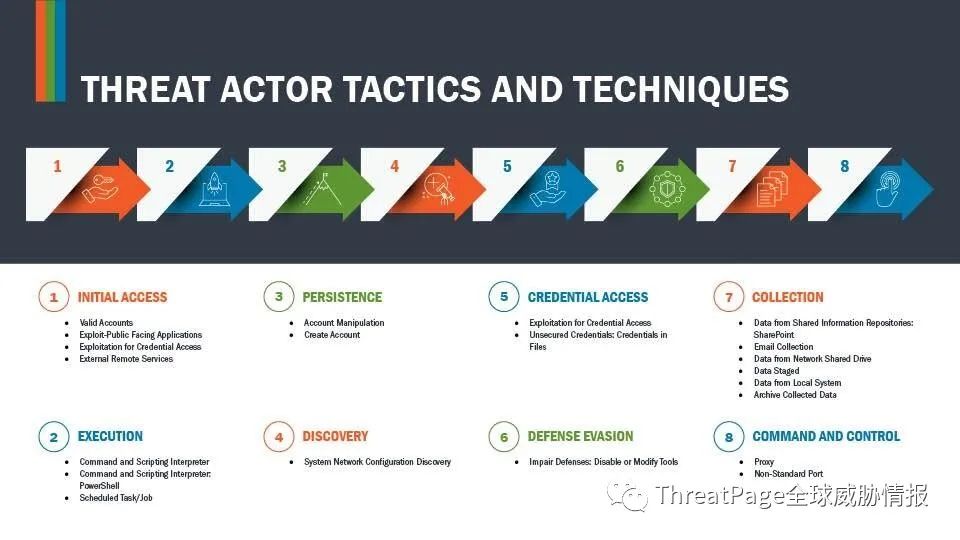 THREAT ACTOR TACTICS AND TECHNIQUES
1
2
3
4
5
6
7
8
1 INITIAL ACCESS
Valid Accounts
Exploit-Public Facing Applications
Exploitation for Credential Access
External Remote Services
2 EXECUTION
Command and Scripting Interpreter
Command and Scripting Interpreter:
PowerShell
Scheduled Task/Job
3 PERSISTENCE
Account Manipulation
Create Account
4 DISCOVERY
System Network Configuration Discovery
5 CREDENTIAL ACCESS
Exploitation for Credential Access
Unsecured Credentials: Credentials in
Files
6 DEFENSE EVASION
Impair Defenses: Disable or Modify Tools
7 COLLECTION
Data from Shared Information Repositories:
SharePoint
Email Collection
Data from Network Shared Drive
Data Staged
Data from Local System
Archive Collected Data
8 COMMAND AND CONTROL
Proxy
Non-Standard Port
ThreatPage全球威胁情报